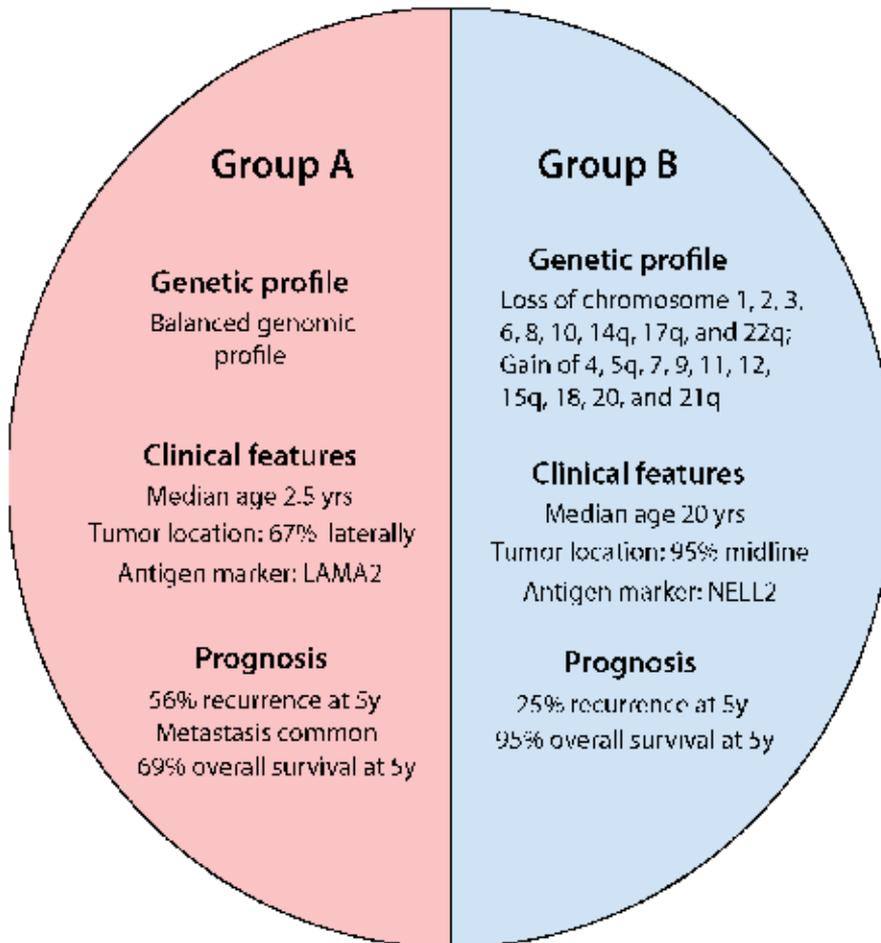 Group A
Genetic profile
Balanced genomic
profile
Clinical features
Median age 2.5 yrs
Tumor location: 67% laterally
Antigen marker: LAMA2
Prognosis
56% recurrence at 5y
Metastasis common
69% overall survival at 5y
Group B
Genetic profile
Loss of chromosome 1, 2, 3,
6, 8, 10, 14q, 17q, and 22q;
Gain of 4, 5q, 7, 9, 11, 12,
15q, 18, 20, and 21q
Clinical features
Median age 20 yrs
Tumor location: 95% midline
Antigen marker: NELL2
Prognosis
25% recurrence at 5y
95% overall survival at 5y